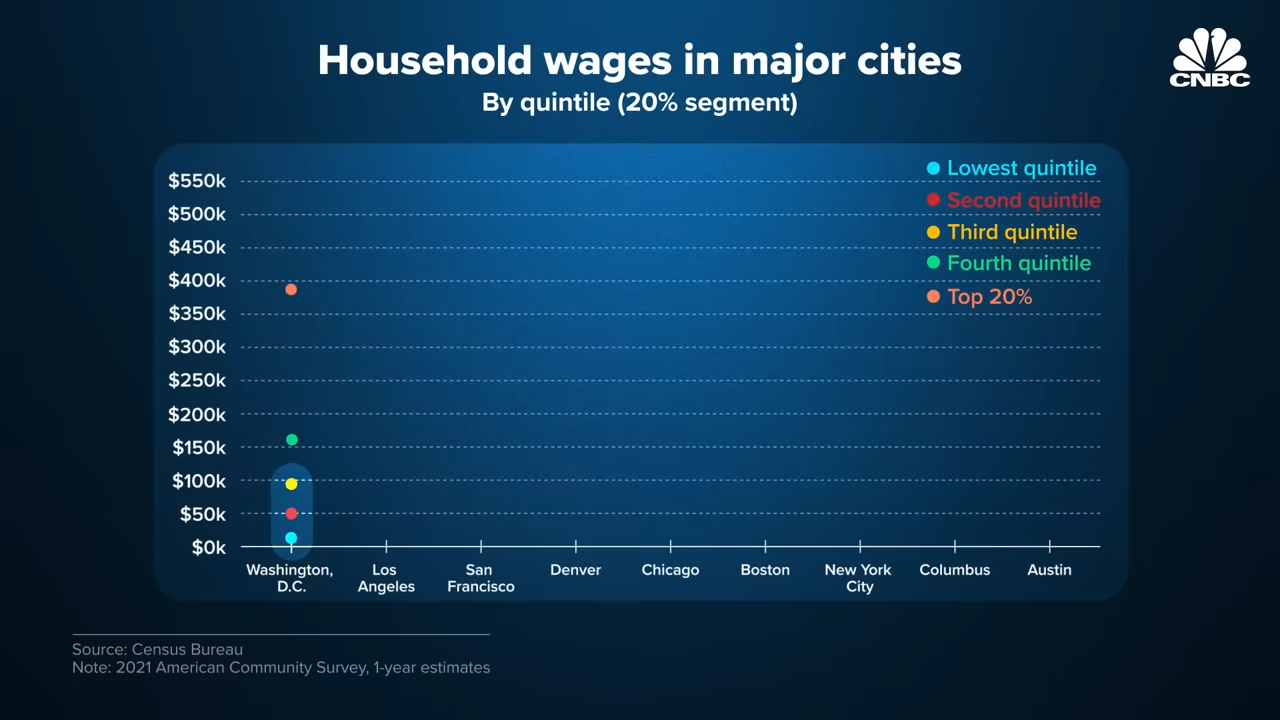 Household wages in major cities
By quintile (20% segment)
CNBC
Lowest quintile
Second quintile
Third quintile
Fourth quintile
Top 20%
$550k
$500k
$450k
$400k
$350k
$300k
$250k
$200k
$150k
$100k
$50k
$0k
Washington,
D.C.
Los
Angeles
San
Francisco
Denver
Chicago
Boston
New York
City
Columbus
Austin
Source: Census Bureau
Note: 2021 American Community Survey, 1-year estimates